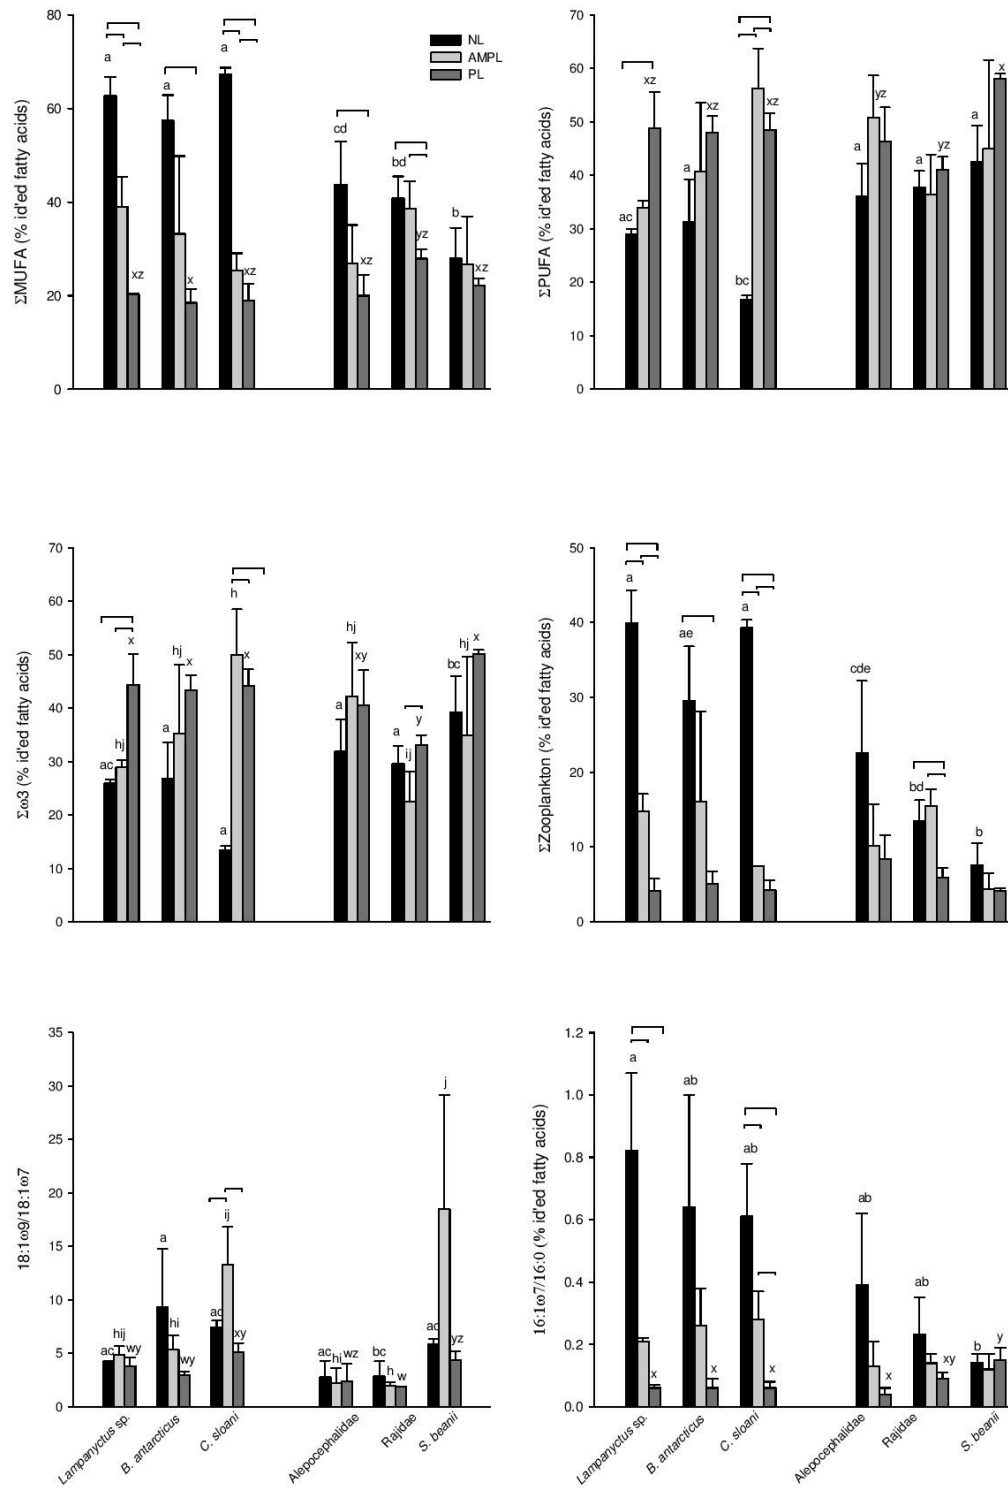 80
60
40
20
0
ΣMUFA (% id'ed fatty acids)
NL
AMPL
PL
a
a
a
xz
x
xz
cd
xz
bd
yz
b
xz
70
60
50
40
30
20
10
0
ΣPUFA (% id'ed fatty acids)
ac
xz
a
xz
bc
xz
a
yz
a
yz
a
x
70
60
50
40
30
20
10
0
Σω3 (% id'ed fatty acids)
ac
hj
x
a
hj
x
a
h
x
a
hj
xy
a
ij
y
bc
hj
x
50
40
30
20
10
0
ΣZooplankton (% id'ed fatty acids)
a
ae
a
cde
bd
b
35
30
25
20
15
10
5
0
18:1ω9/18:1ω7
ac
hij
wy
a
hi
wy
ac
ij
xy
ac
hi
wz
bc
h
w
ac
j
yz
Lampanyctus sp.
B. antarcticus
C. sloani
Alepocephalidae
Rajidae
S. beanii
1.2
1.0
0.8
0.6
0.4
0.2
0.0
16:1ω7/16:0 (% id'ed fatty acids)
a
x
ab
x
ab
x
ab
x
ab
xy
b
y
Lampanyctus sp.
B. antarcticus
C. sloani
Alepocephalidae
Rajidae
S. beanii